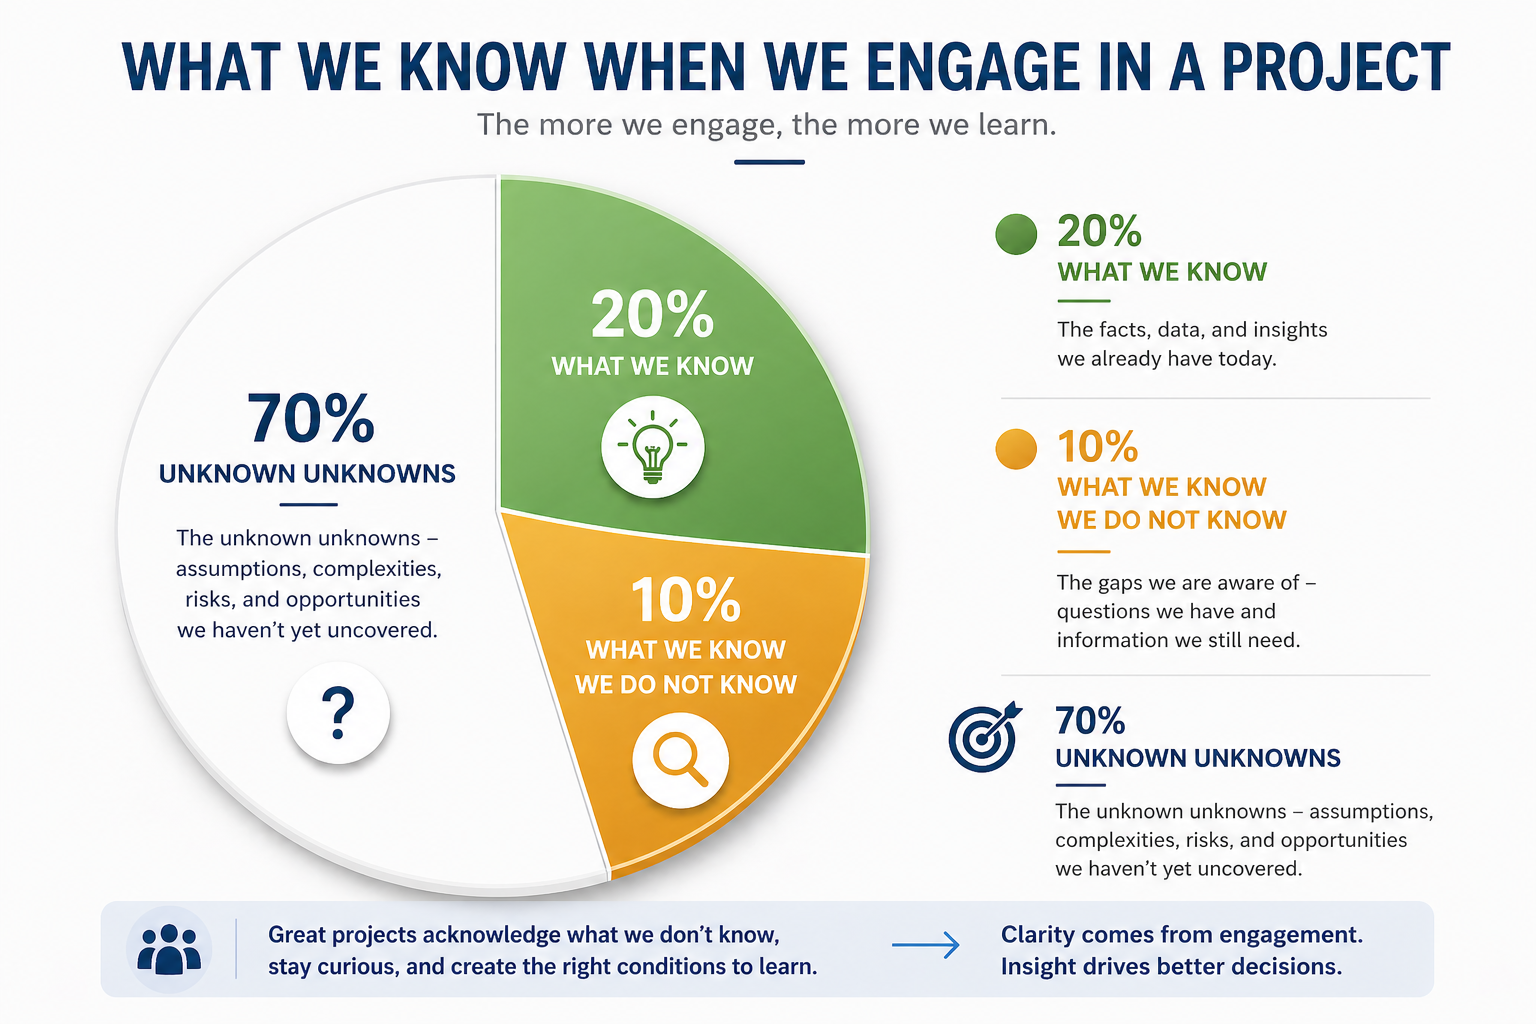 WHAT WE KNOW WHEN WE ENGAGE IN A PROJECT
The more we engage, the more we learn.
70%
UNKNOWN UNKNOWNS
The unknown unknowns –
assumptions, complexities,
risks, and opportunities
we haven’t yet uncovered.
?
20%
WHAT WE KNOW
10%
WHAT WE KNOW
WE DO NOT KNOW
20%
WHAT WE KNOW
The facts, data, and insights
we already have today.
10%
WHAT WE KNOW
WE DO NOT KNOW
The gaps we are aware of –
questions we have and
information we still need.
70%
UNKNOWN UNKNOWNS
The unknown unknowns – assumptions,
complexities, risks, and opportunities
we haven’t yet uncovered.
Great projects acknowledge what we don’t know,
stay curious, and create the right conditions to learn.
Clarity comes from engagement.
Insight drives better decisions.